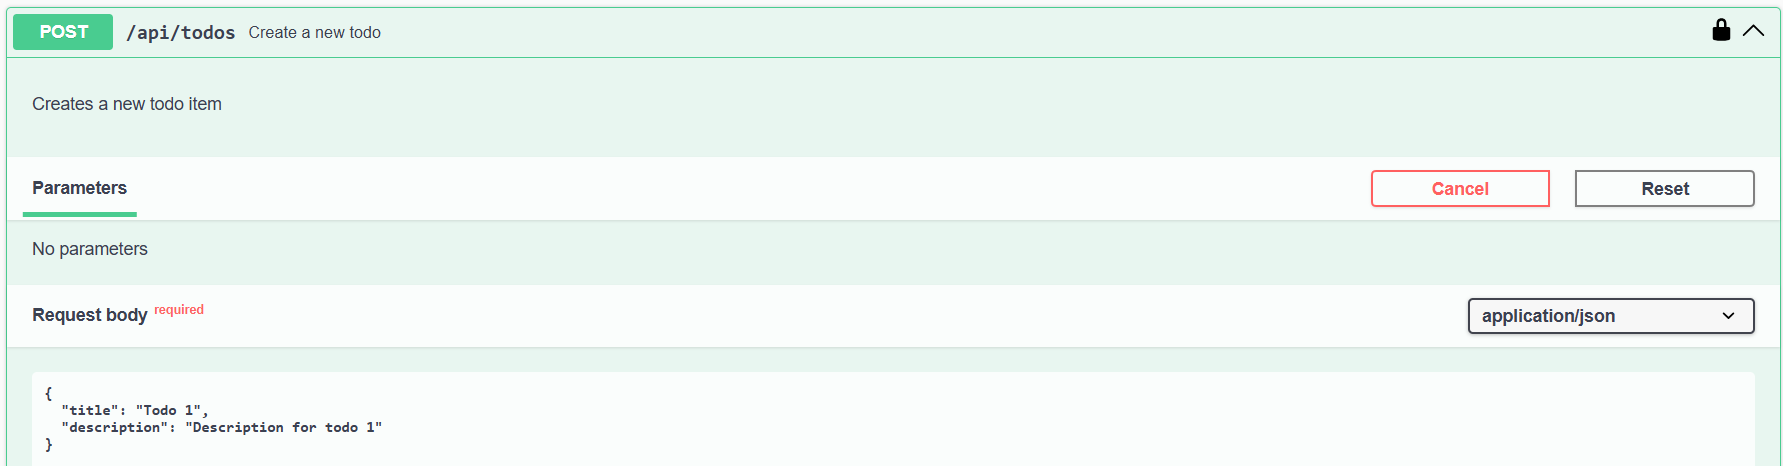 POST /api/todos Create a new todo
Creates a new todo item
Parameters Cancel Reset
No parameters
Request body required application/json
{
  "title": "Todo 1",
  "description": "Description for todo 1"
}